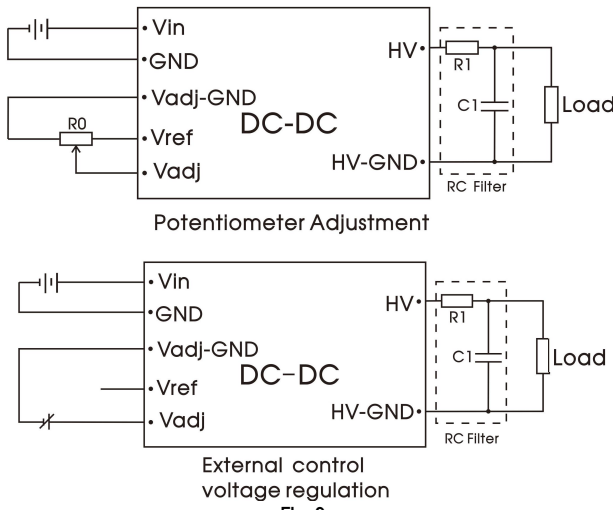 Vin
HV
R1
GND
Vadj-GND
C1
Load
R0
DC-DC
Vref
HV-GND
Vadj
RC Filter
Potentiometer Adjustment
Vin
HV
GND
R1
Vadj-GND
C1
Load
DC-DC
Vref
HV-GND
Vadj
RC Filter
External control
voltage regulation